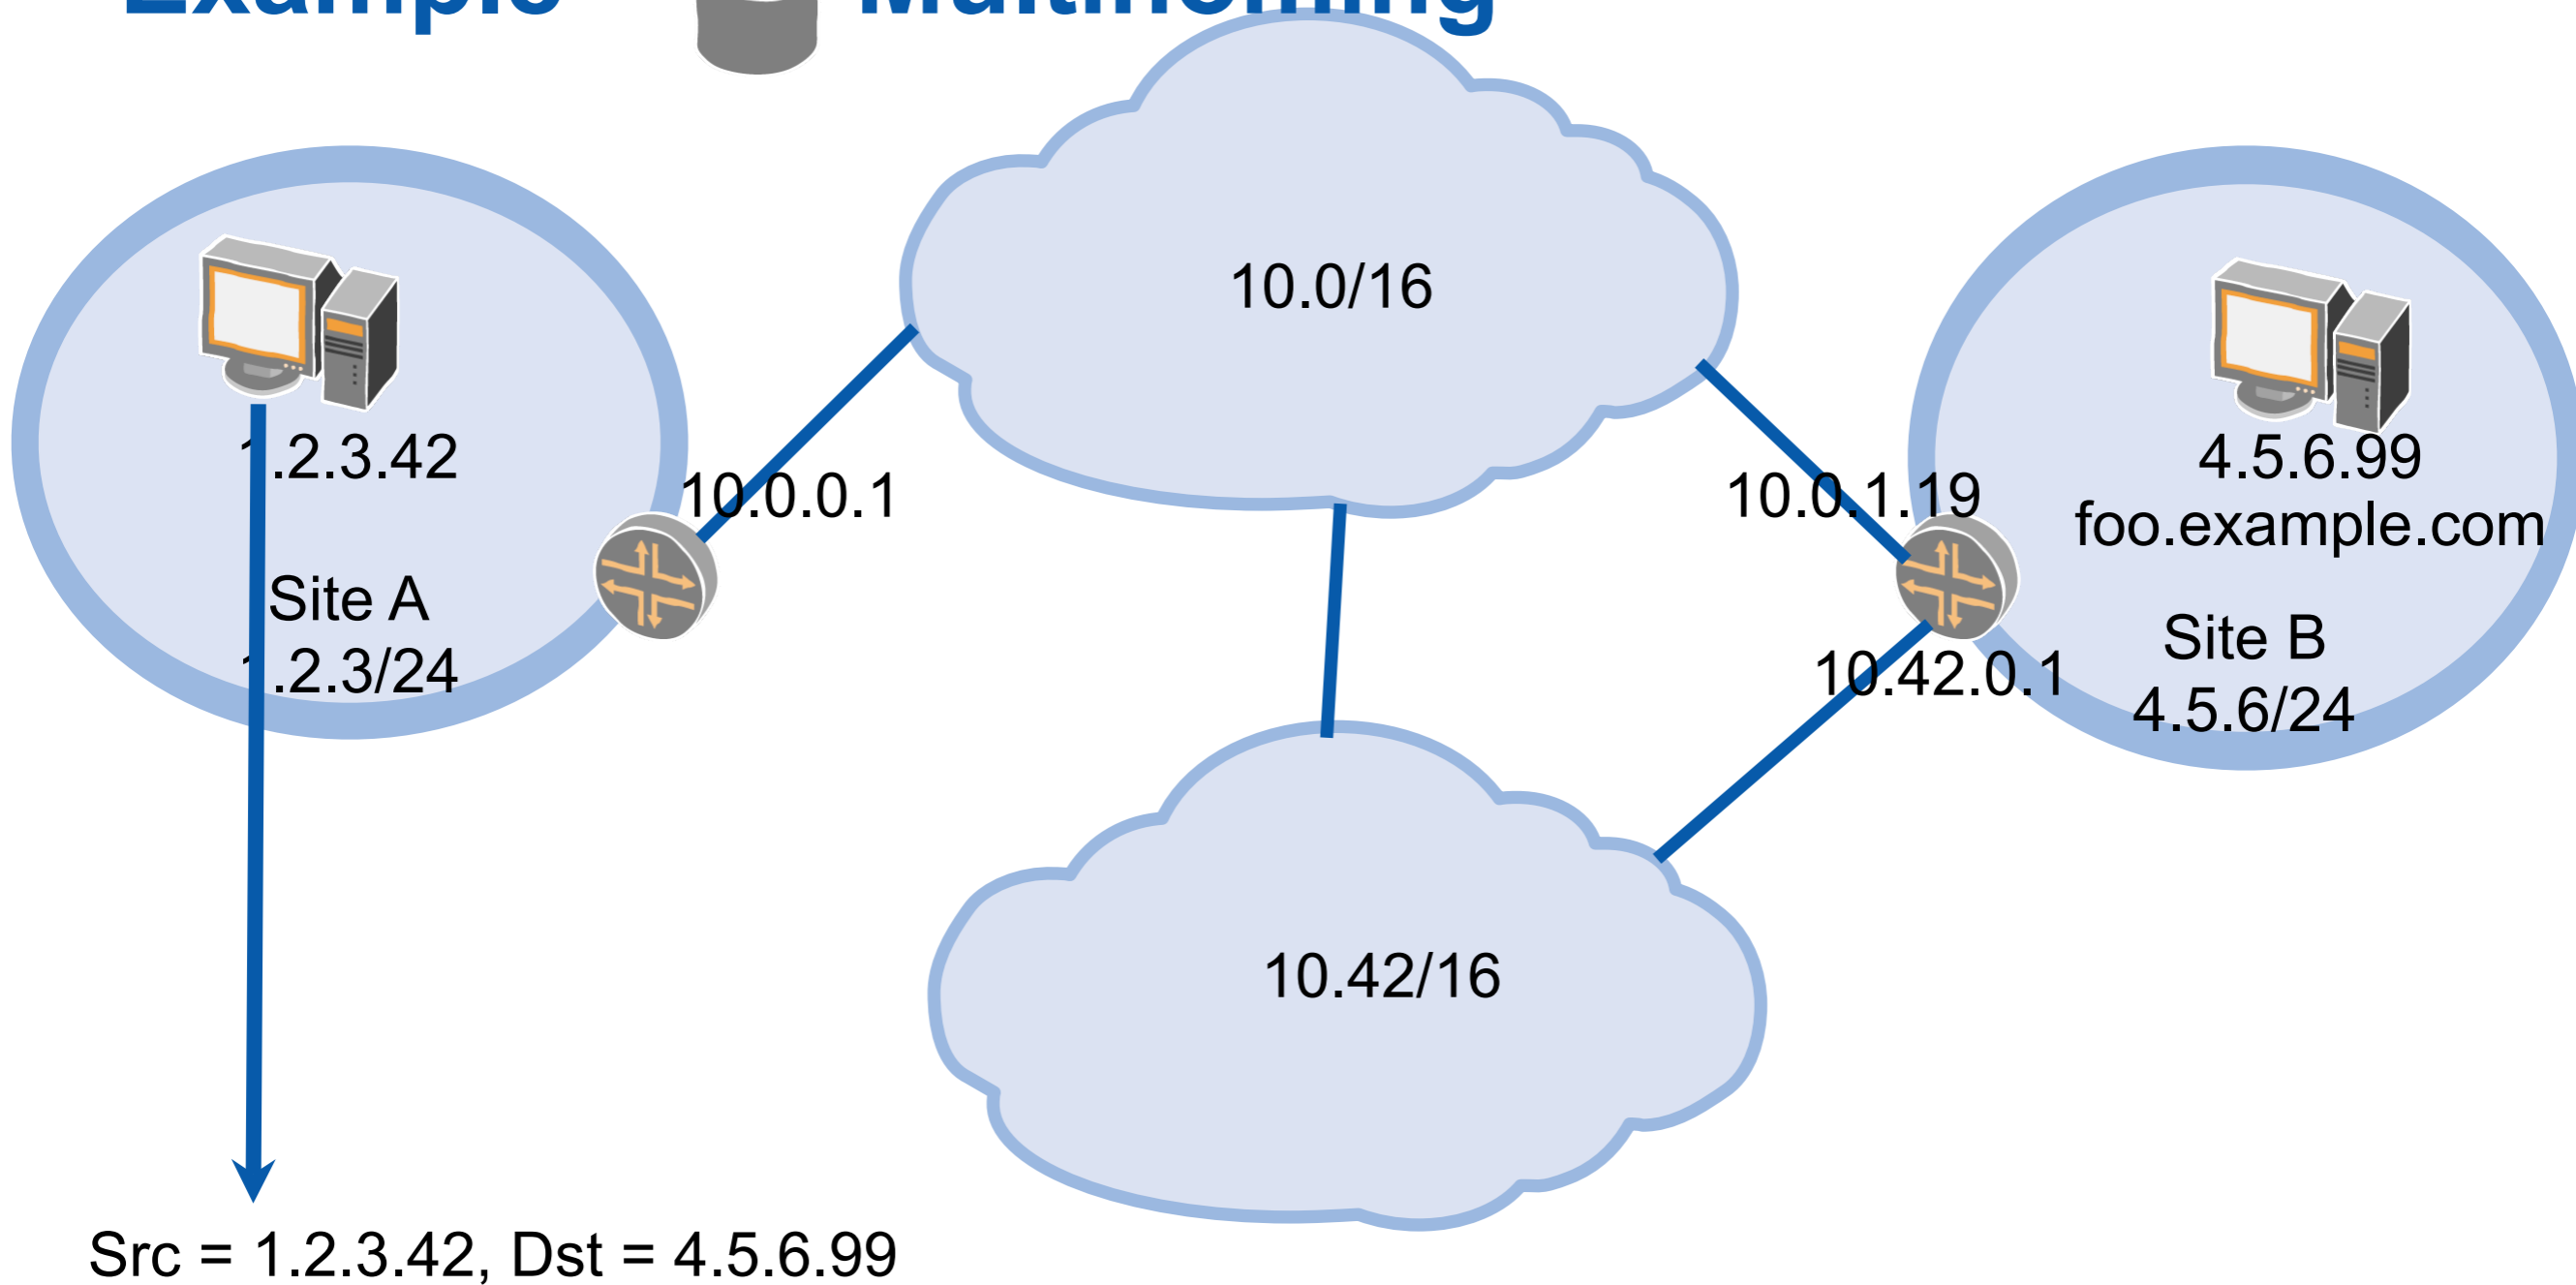 Example Multihoming
10.0/16
1.2.3.42
10.0.0.1
10.0.1.19
4.5.6.99
foo.example.com
Site A
1.2.3/24
10.42.0.1
Site B
4.5.6/24
10.42/16
Src = 1.2.3.42, Dst = 4.5.6.99